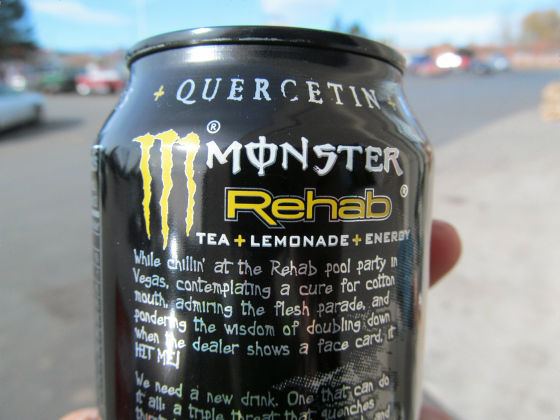 + QUERCETIN +
® MONSTER
Rehab ®
TEA + LEMONADE + ENERGY
While chillin' at the Rehab pool party in
Vegas, contemplating a cure for cotton
mouth, admiring the flesh parade, and
pondering the wisdom of doubling down
when the dealer shows a face card, it
HIT ME!
We need a new drink. One that can do
it all; a triple threat that quenches